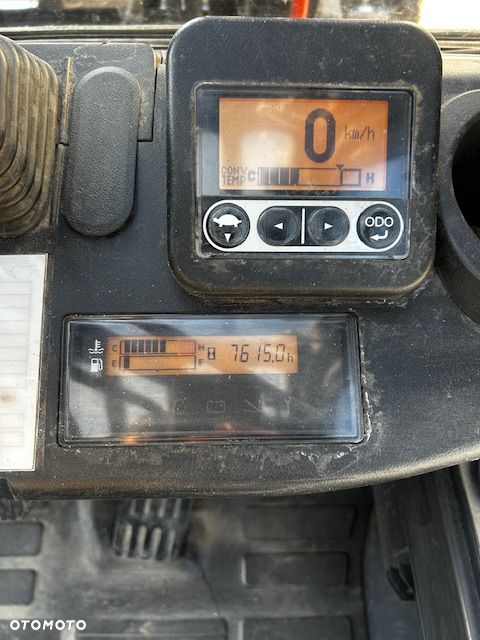 0 km/h
CONV
TEMP C H
ODO
C H
E F
7615.0h
OTOMOTO